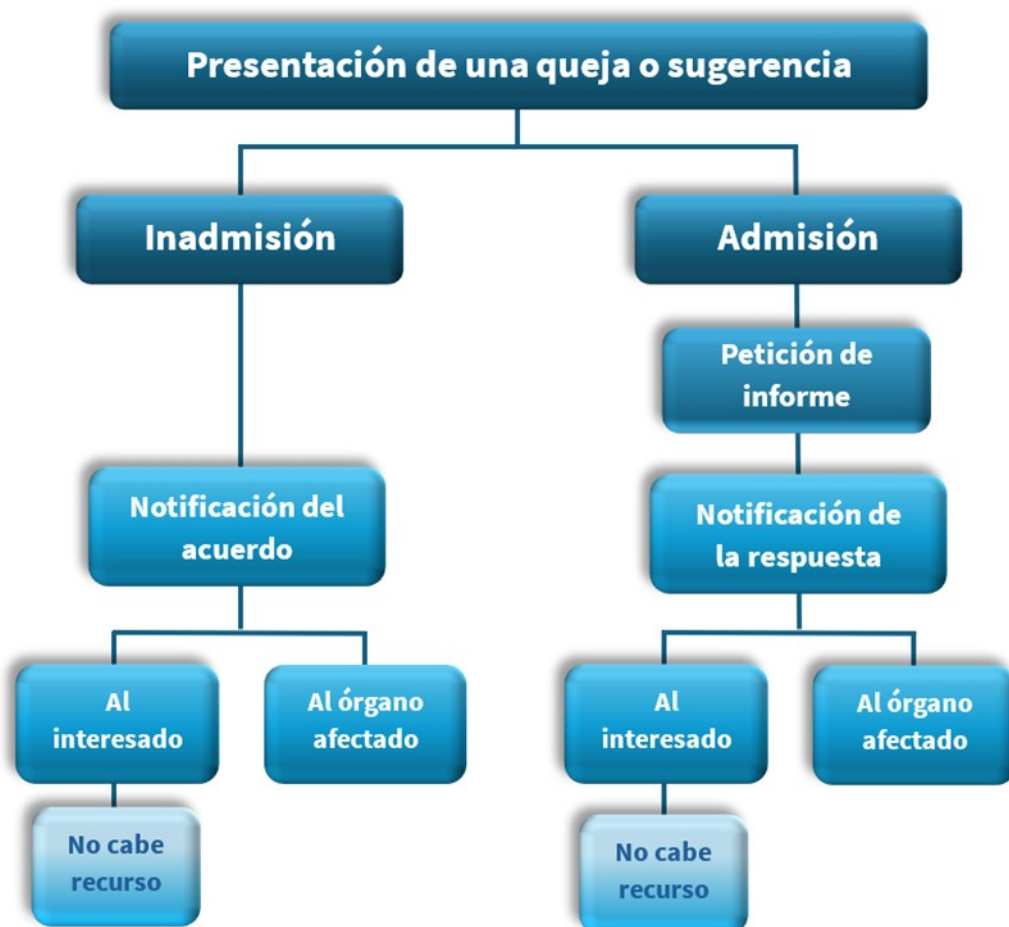 Presentación de una queja o sugerencia
Inadmisión
Admisión
Petición de
informe
Notificación del
acuerdo
Notificación de
la respuesta
Al
interesado
Al órgano
afectado
Al
interesado
Al órgano
afectado
No cabe
recurso
No cabe
recurso